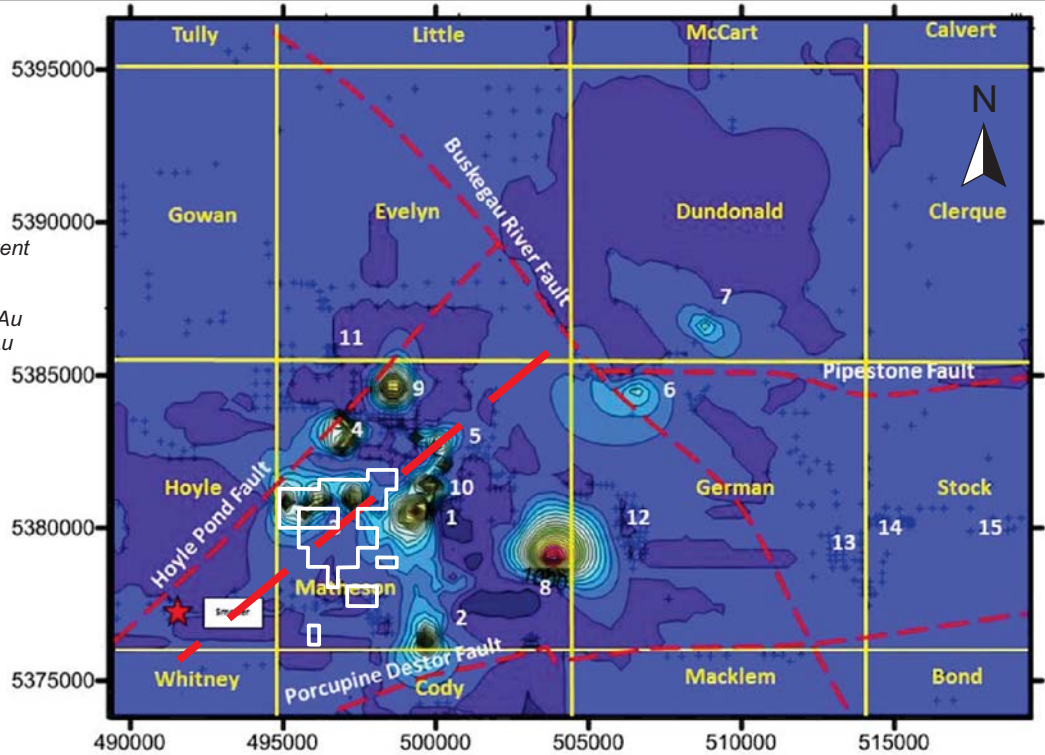 Tully
Little
McCart
Calvert
5395000
N
Buskegau River Fault
5390000
Gowan
Evelyn
Dundonald
Clerque
ent
7
Au
u
11
5385000
Pipestone Fault
9
6
4
5
Hoyle Pond Fault
Hoyle
10
German
Stock
5380000
1
12
14
15
13
8
Matheson
2
Porcupine Destor Fault
5375000
Whitney
Cody
Macklem
Bond
490000
495000
500000
505000
510000
515000